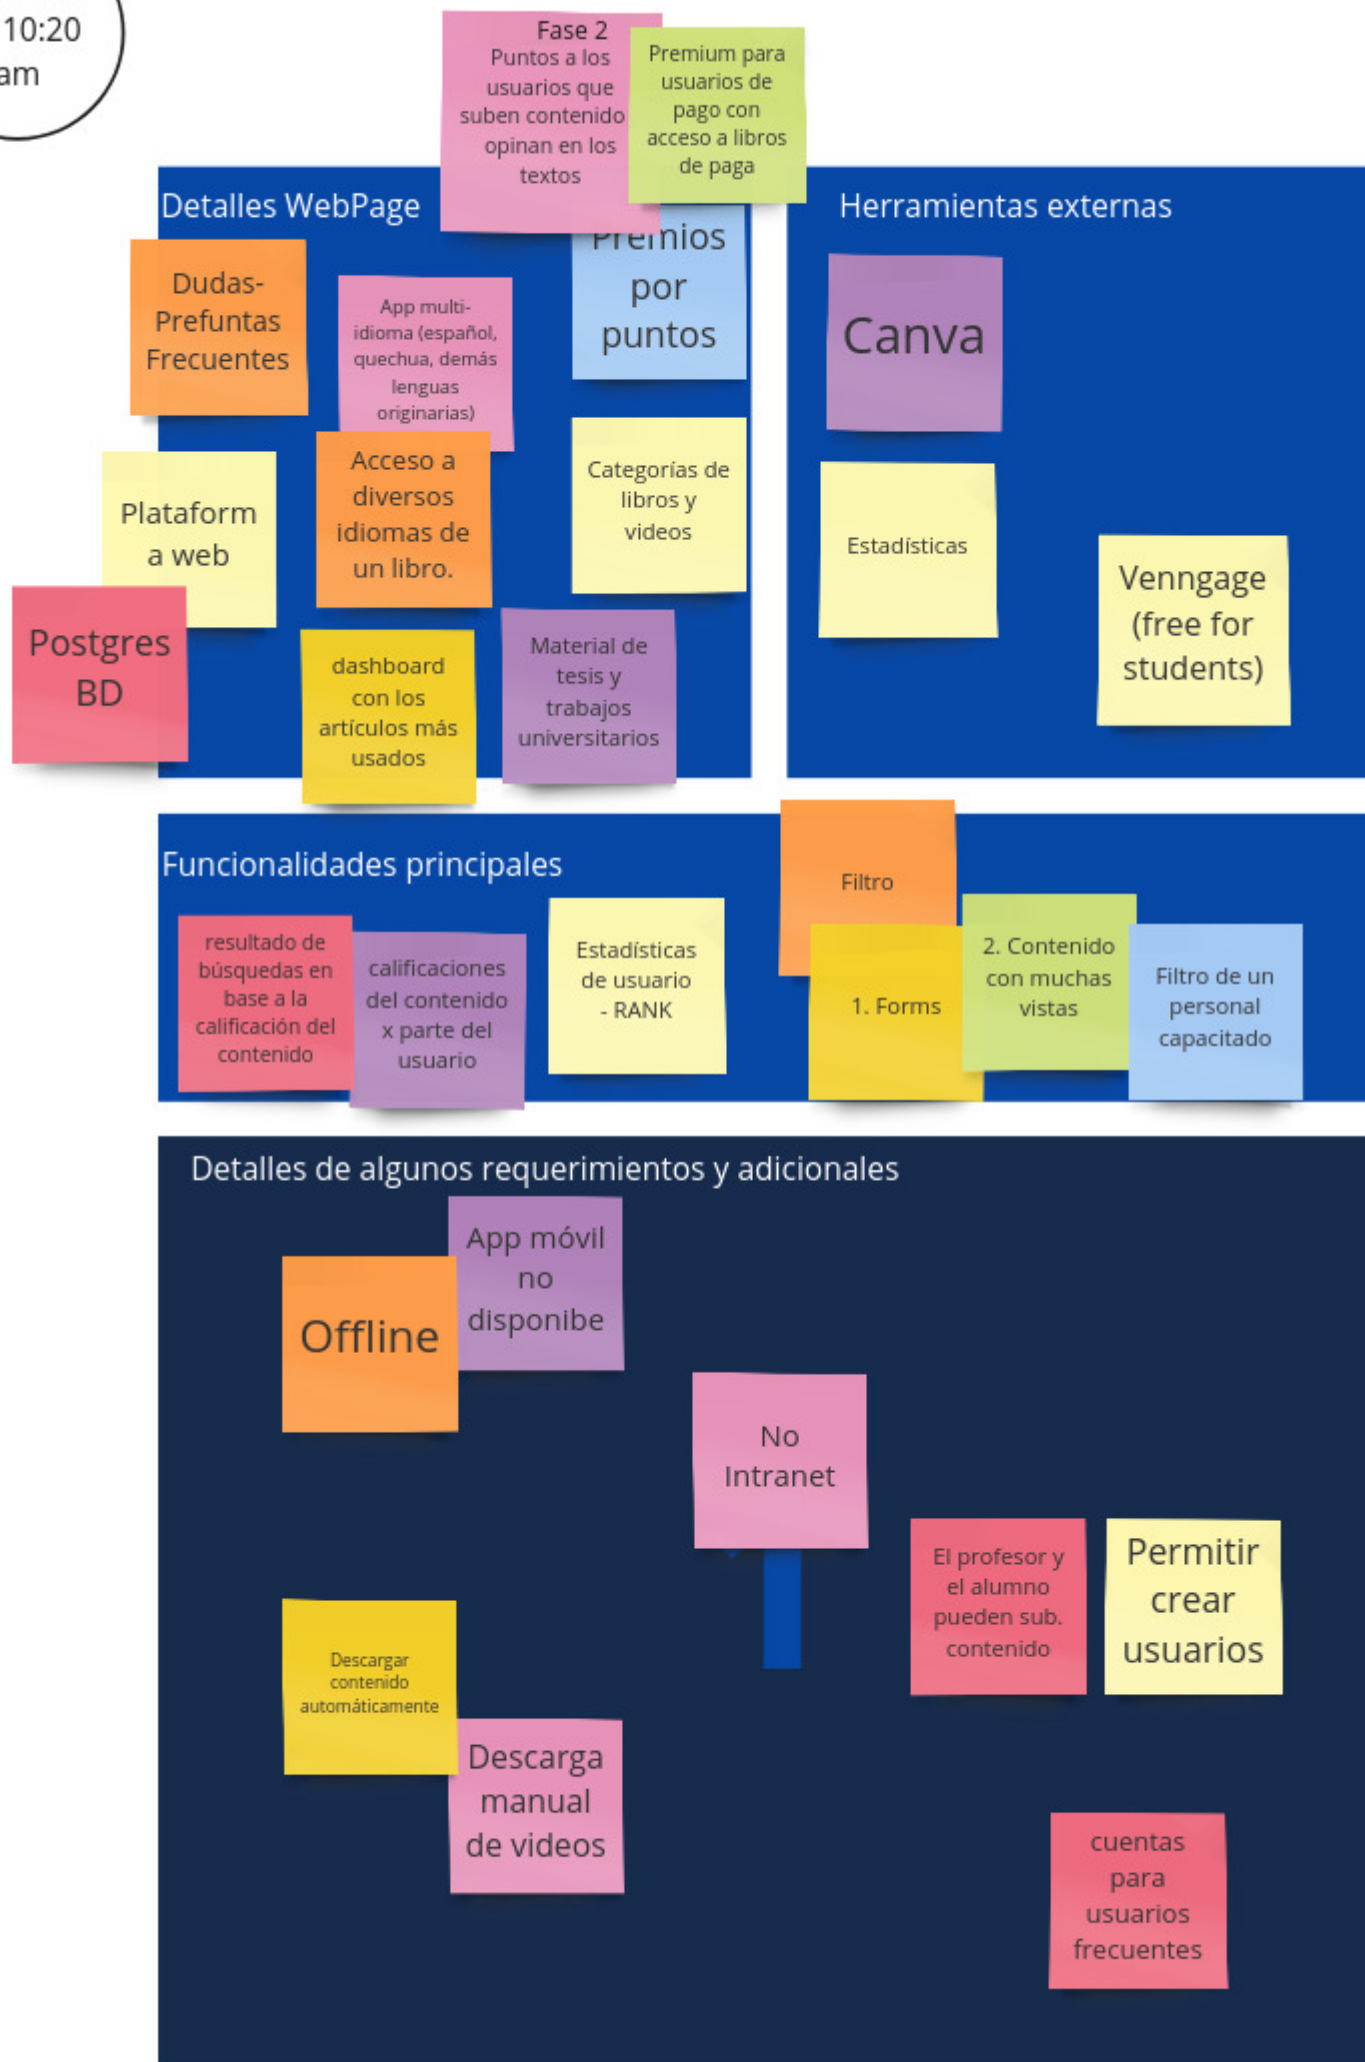 10:20
am
Fase 2
Puntos a los
usuarios que
suben contenido
opinan en los
textos
Premium para
usuarios de
pago con
acceso a libros
de paga
Detalles WebPage
Premios
por
puntos
Dudas-
Prefuntas
Frecuentes
App multi-
idioma (español,
quechua, demás
lenguas
originarias)
Plataform
a web
Acceso a
diversos
idiomas de
un libro.
Categorías de
libros y
videos
Postgres
BD
dashboard
con los
artículos más
usados
Material de
tesis y
trabajos
universitarios
Herramientas externas
Canva
Estadísticas
Venngage
(free for
students)
Funcionalidades principales
resultado de
búsquedas en
base a la
calificación del
contenido
calificaciones
del contenido
x parte del
usuario
Estadísticas
de usuario
- RANK
Filtro
1. Forms
2. Contenido
con muchas
vistas
Filtro de un
personal
capacitado
Detalles de algunos requerimientos y adicionales
App móvil
no
disponibe
Offline
No
Intranet
El profesor y
el alumno
pueden sub.
contenido
Permitir
crear
usuarios
Descargar
contenido
automáticamente
Descarga
manual
de videos
cuentas
para
usuarios
frecuentes